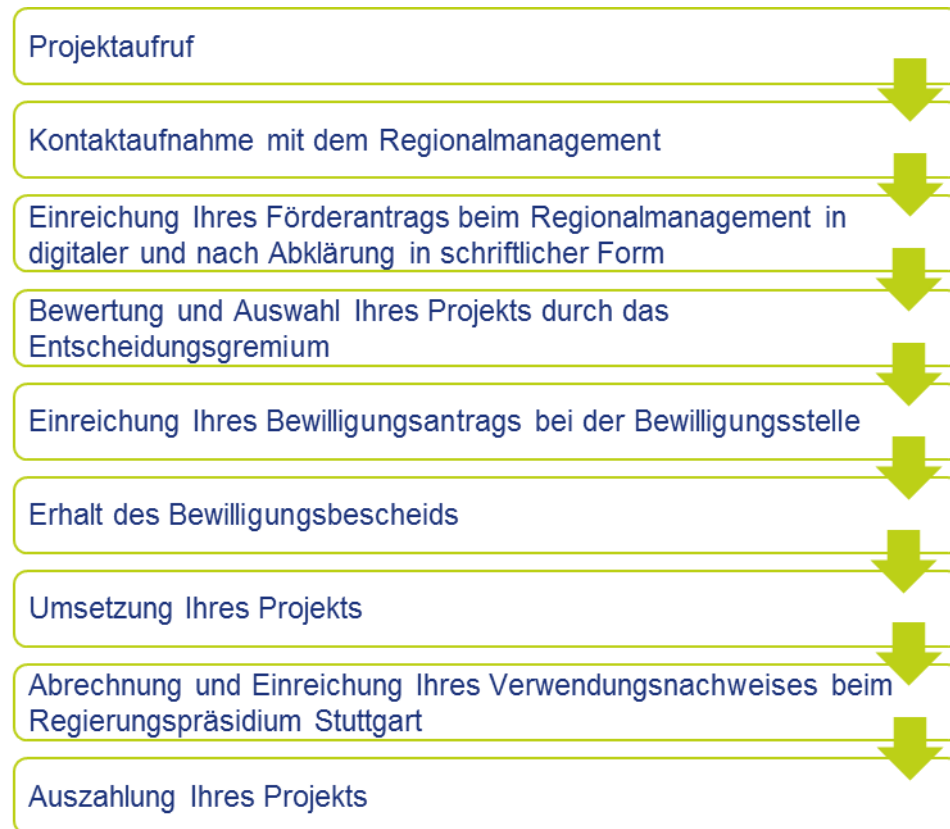 Projektaufruf
Kontaktaufnahme mit dem Regionalmanagement
Einreichung Ihres Förderantrags beim Regionalmanagement in
digitaler und nach Abklärung in schriftlicher Form
Bewertung und Auswahl Ihres Projekts durch das
Entscheidungsgremium
Einreichung Ihres Bewilligungsantrags bei der Bewilligungsstelle
Erhalt des Bewilligungsbescheids
Umsetzung Ihres Projekts
Abrechnung und Einreichung Ihres Verwendungsnachweises beim
Regierungspräsidium Stuttgart
Auszahlung Ihres Projekts